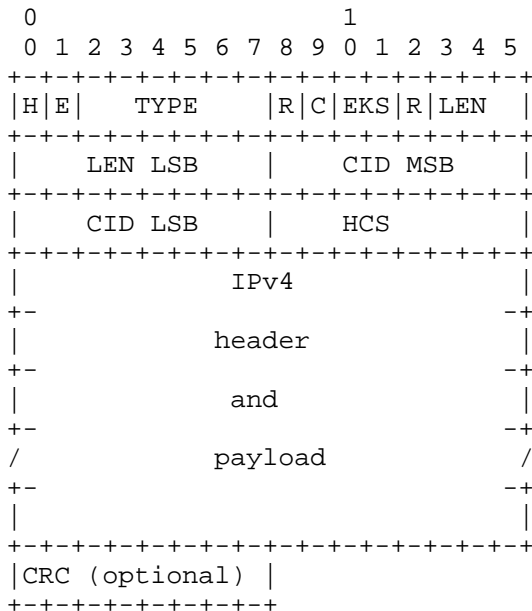 0                   1
 0 1 2 3 4 5 6 7 8 9 0 1 2 3 4 5
+-+-+-+-+-+-+-+-+-+-+-+-+-+-+-+-+
|H|E|   TYPE    |R|C|EKS|R|LEN  |
+-+-+-+-+-+-+-+-+-+-+-+-+-+-+-+-+
|    LEN LSB    |    CID MSB    |
+-+-+-+-+-+-+-+-+-+-+-+-+-+-+-+-+
|    CID LSB    |    HCS        |
+-+-+-+-+-+-+-+-+-+-+-+-+-+-+-+-+
|             IPv4              |
+-                             -+
|            header             |
+-                             -+
|             and               |
+-                             -+
/            payload            /
+-                             -+
|                               |
+-+-+-+-+-+-+-+-+-+-+-+-+-+-+-+-+
|CRC (optional) |
+-+-+-+-+-+-+-+-+